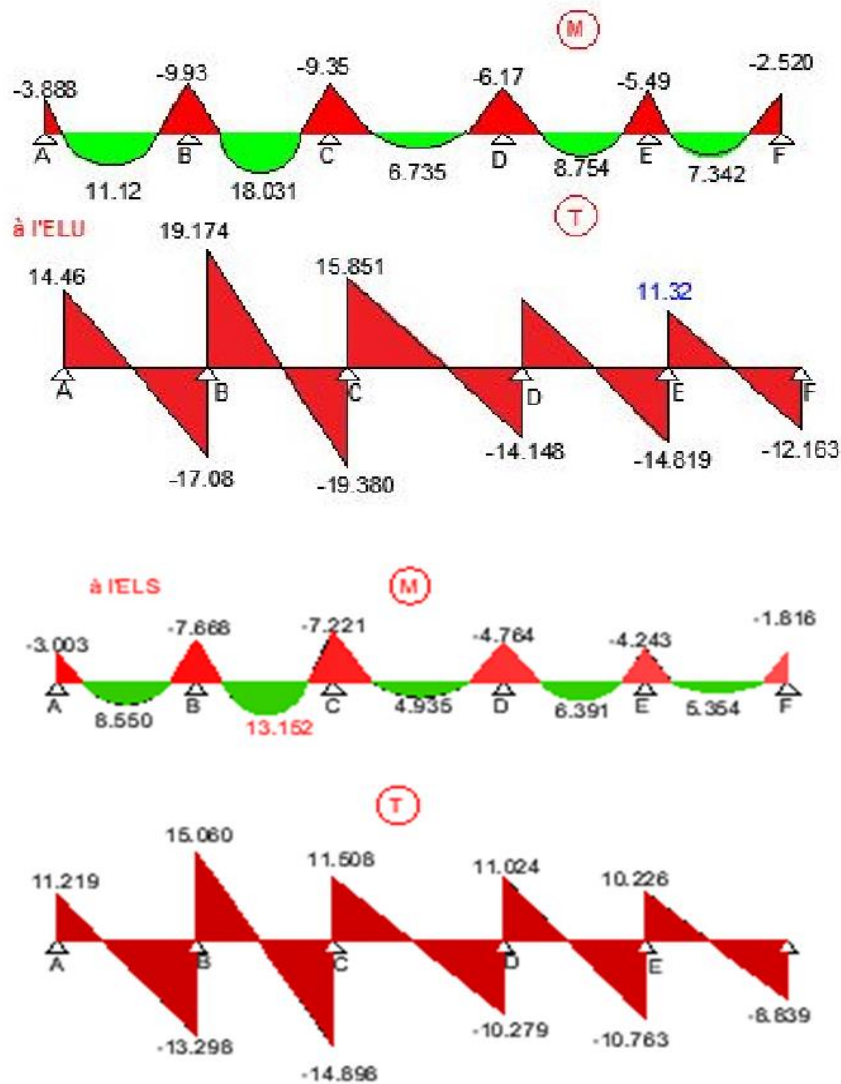 M
-3.888 -9.93 -9.35 -6.17 -5.49 -2.520
A B C D E F
11.12 18.031 6.735 8.754 7.342
à l'ELU
T
14.46 19.174 15.851 11.32
A B C D E F
-17.08 -19.380 -14.148 -14.819 -12.163
à l'ELS
M
-3.003 -7.668 -7.221 -4.764 -4.243 -1.816
A B C D E F
8.550 13.152 4.935 6.391 5.354
T
11.219 15.060 11.508 11.024 10.226
A B C D E
-13.298 -14.898 -10.279 -10.763 -8.839